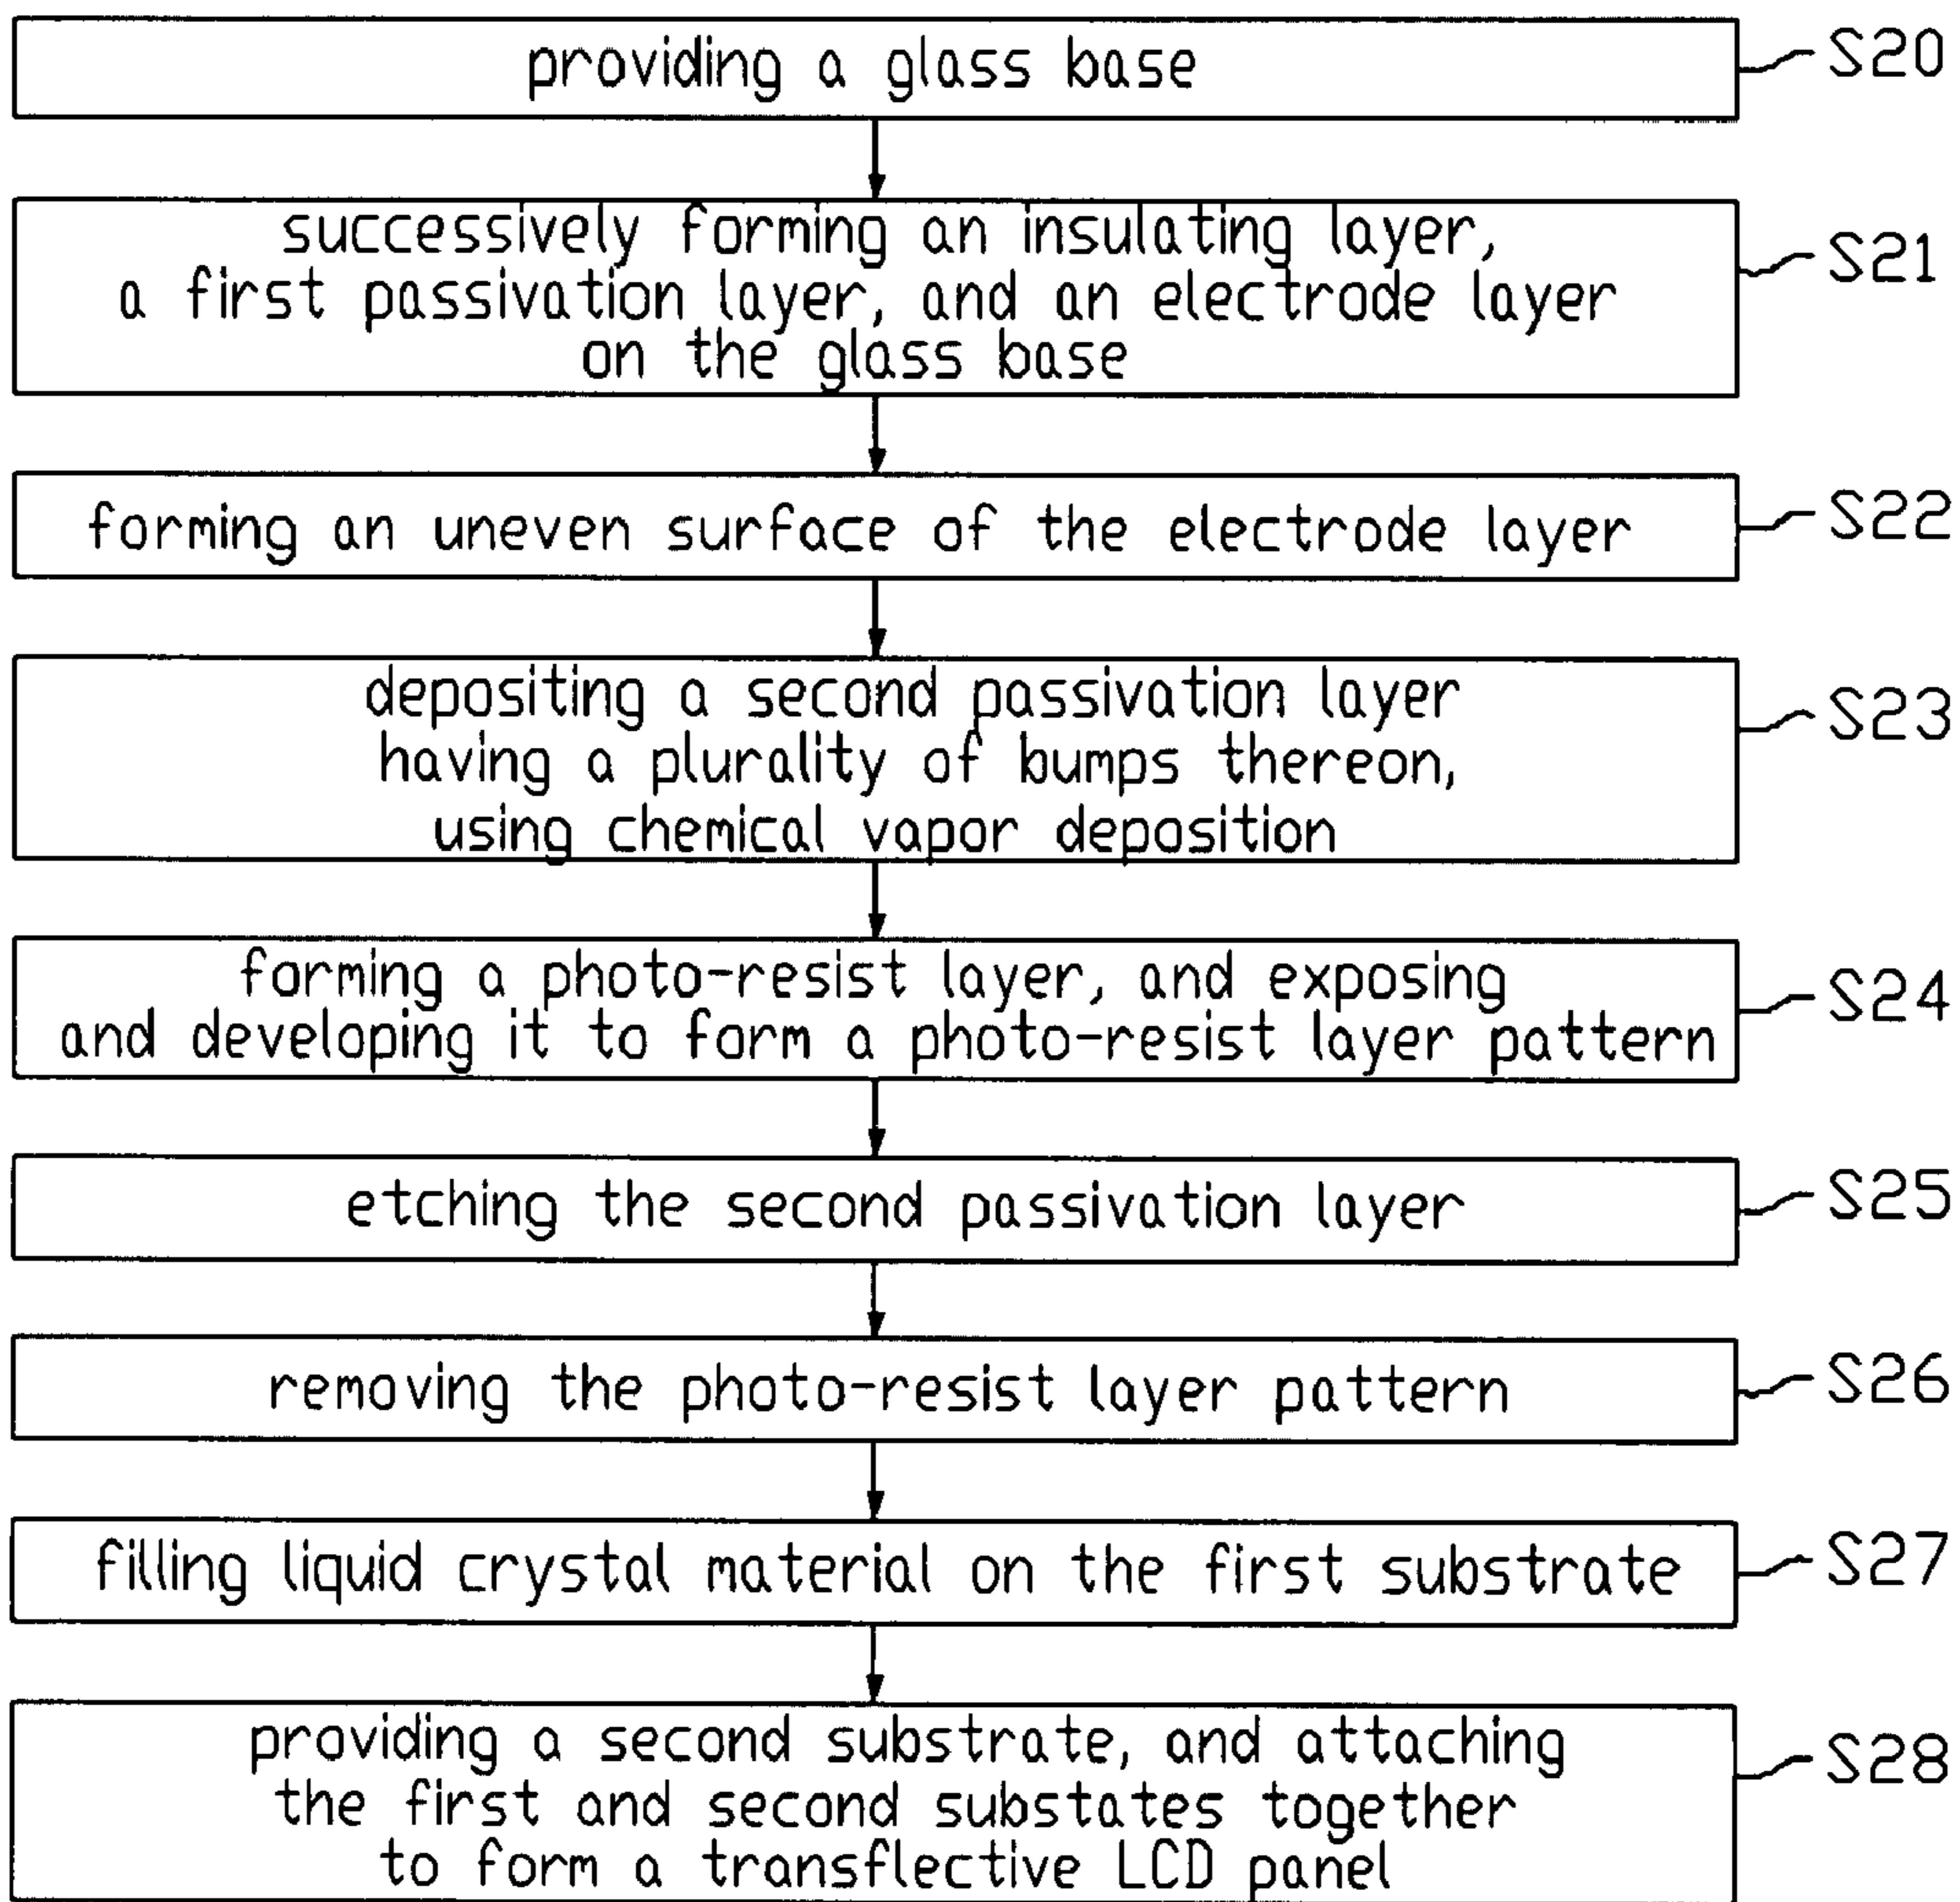 providing a glass base
S20
successively forming an insulating layer,
a first passivation layer, and an electrode layer
on the glass base
S21
forming an uneven surface of the electrode layer
S22
depositing a second passivation layer
having a plurality of bumps thereon,
using chemical vapor deposition
S23
forming a photo-resist layer, and exposing
and developing it to form a photo-resist layer pattern
S24
etching the second passivation layer
S25
removing the photo-resist layer pattern
S26
filling liquid crystal material on the first substrate
S27
providing a second substrate, and attaching
the first and second substates together
to form a transflective LCD panel
S28